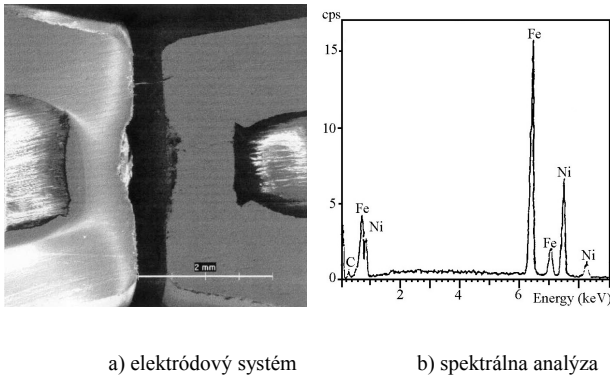 2 mm
cps
15
10
5
0
Fe
Fe
Ni
C
Ni
Fe
Ni
2
4
6
8
Energy (keV)
a) elektródový systém
b) spektrálna analýza